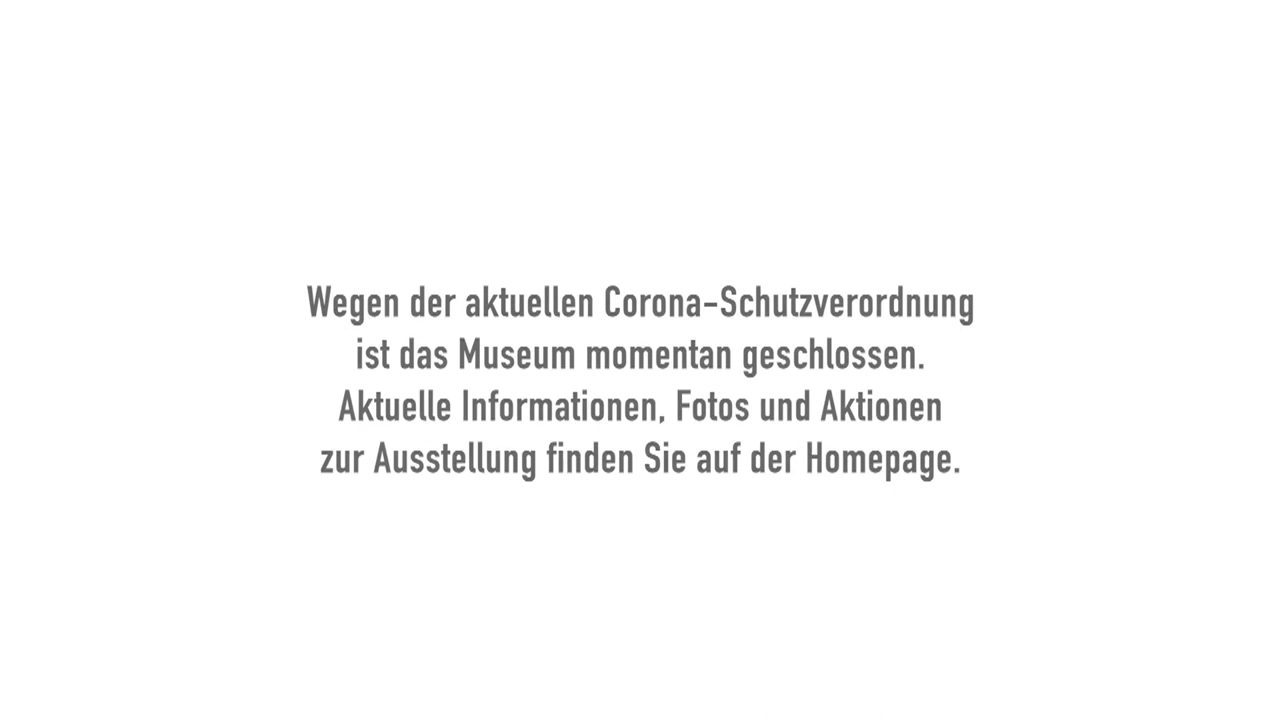 Wegen der aktuellen Corona-Schutzverordnung
ist das Museum momentan geschlossen.
Aktuelle Informationen, Fotos und Aktionen
zur Ausstellung finden Sie auf der Homepage.